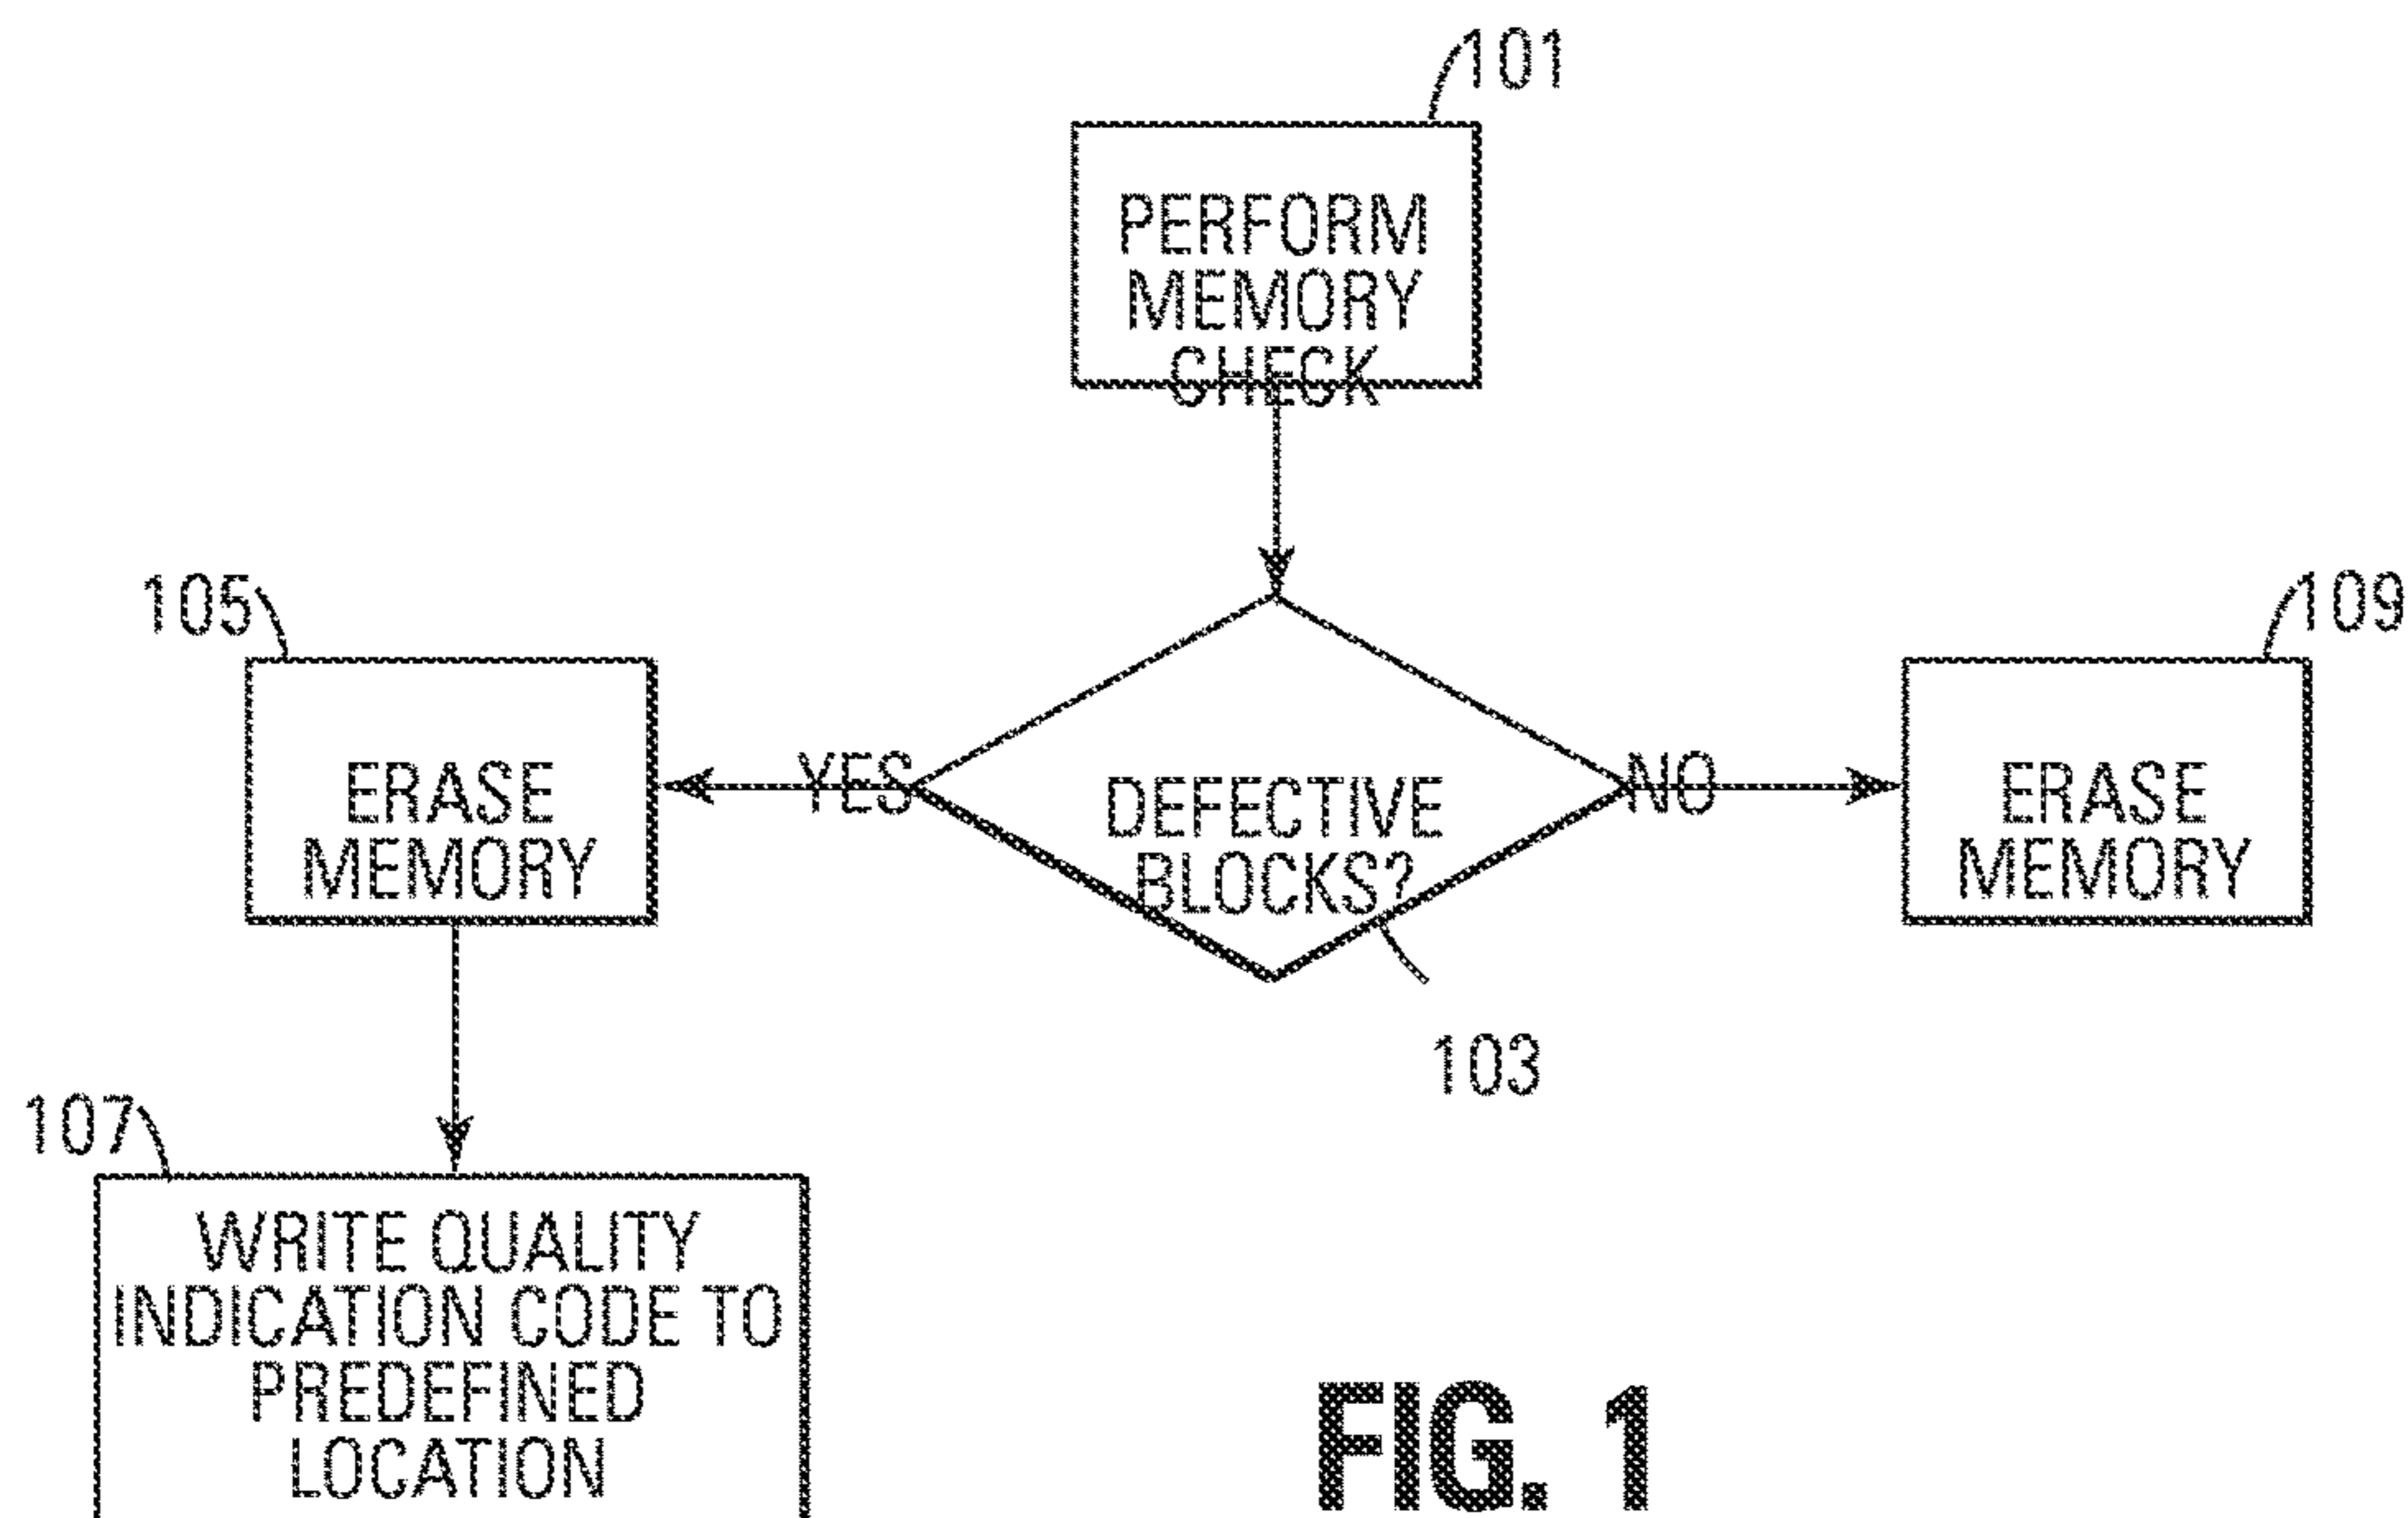 101
PERFORM
MEMORY
CHECK
105
109
YES
NO
ERASE
MEMORY
DEFECTIVE
BLOCKS?
ERASE
MEMORY
103
107
WRITE QUALITY
INDICATION CODE TO
PREDEFINED
LOCATION
FIG. 1